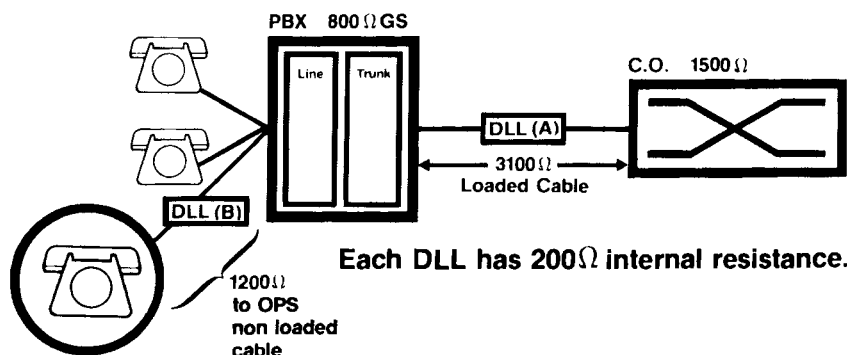 PBX 800Ω GS
C.O. 1500Ω
Line
Trunk
DLL (A)
3100Ω
Loaded Cable
DLL (B)
Each DLL has 200Ω internal resistance.
1200Ω
to OPS
non loaded
cable